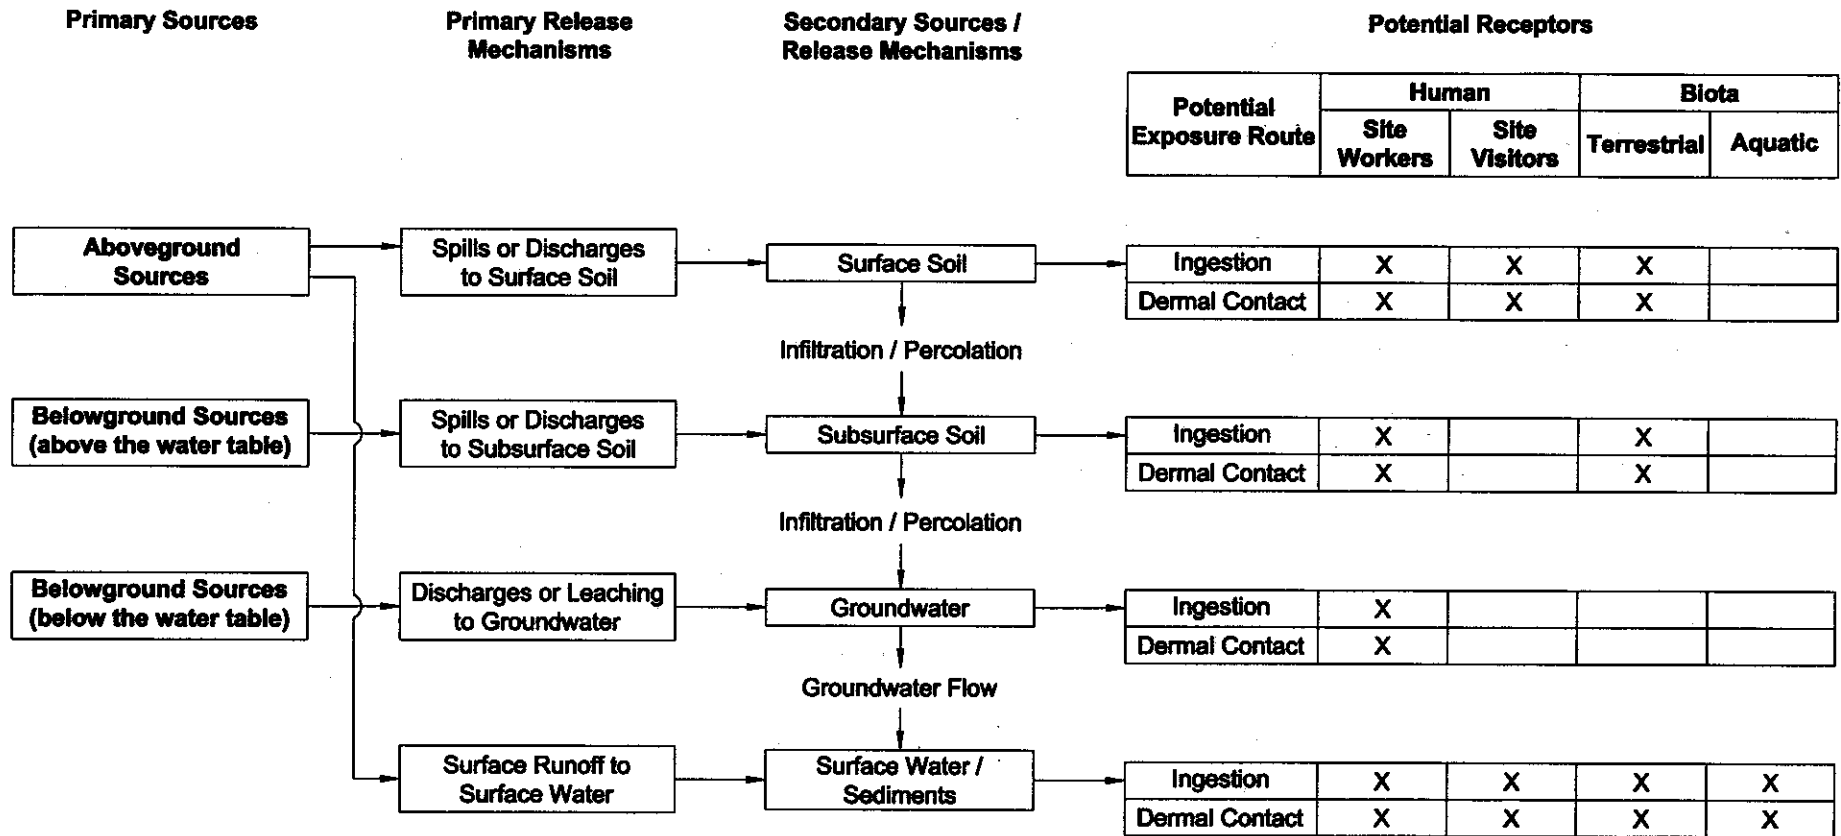 Primary Sources
Primary Release
Mechanisms
Secondary Sources /
Release Mechanisms
Potential Receptors
Potential
Exposure Route
Human
Biota
Site
Workers
Site
Visitors
Terrestrial
Aquatic
Aboveground
Sources
Spills or Discharges
to Surface Soil
Surface Soil
Ingestion X X X
Dermal Contact X X X
Infiltration / Percolation
Belowground Sources
(above the water table)
Spills or Discharges
to Subsurface Soil
Subsurface Soil
Ingestion X X
Dermal Contact X X
Infiltration / Percolation
Belowground Sources
(below the water table)
Discharges or Leaching
to Groundwater
Groundwater
Ingestion X
Dermal Contact X
Groundwater Flow
Surface Runoff to
Surface Water
Surface Water /
Sediments
Ingestion X X X X
Dermal Contact X X X X